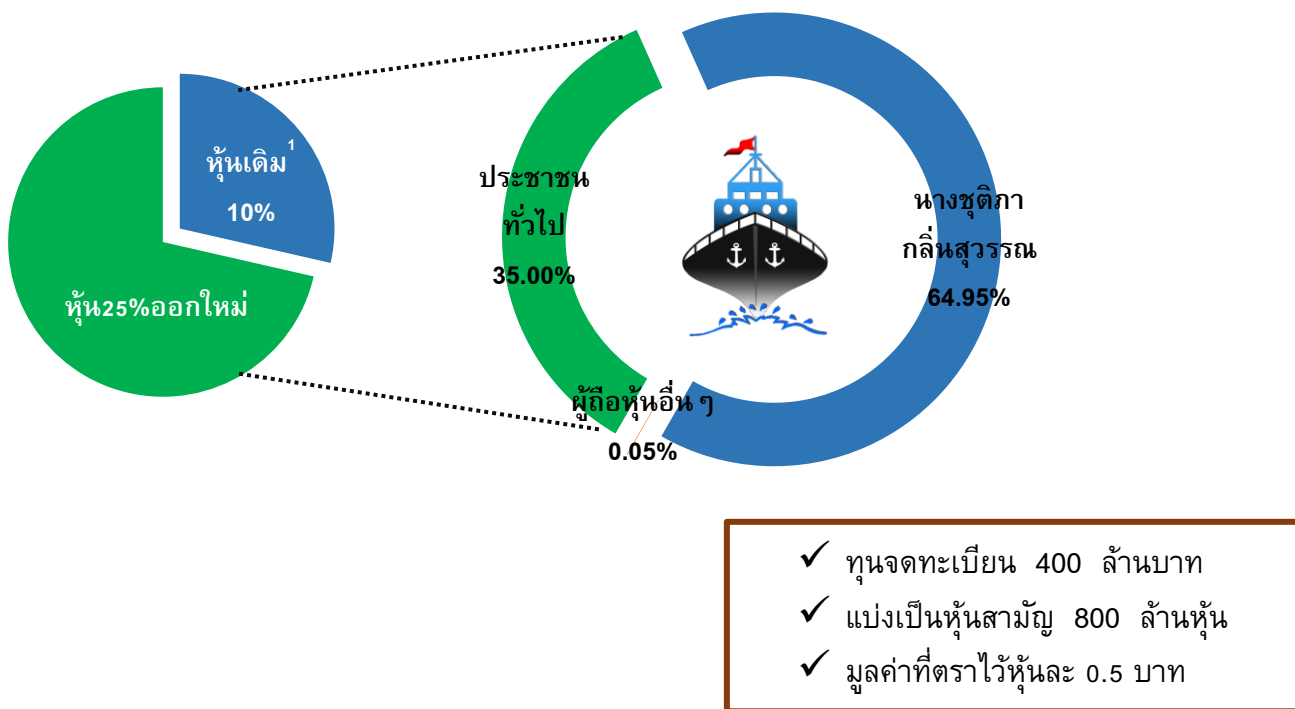 หุ้นเดิม1
10%
หุ้น25%ออกใหม่
ประชาชน
ทั่วไป
35.00%
นางชุติภา
กลิ่นสุวรรณ
64.95%
ผู้ถือหุ้นอื่น ๆ
0.05%
✓ ทุนจดทะเบียน 400 ล้านบาท
✓ แบ่งเป็นหุ้นสามัญ 800 ล้านหุ้น
✓ มูลค่าที่ตราไว้หุ้นละ 0.5 บาท